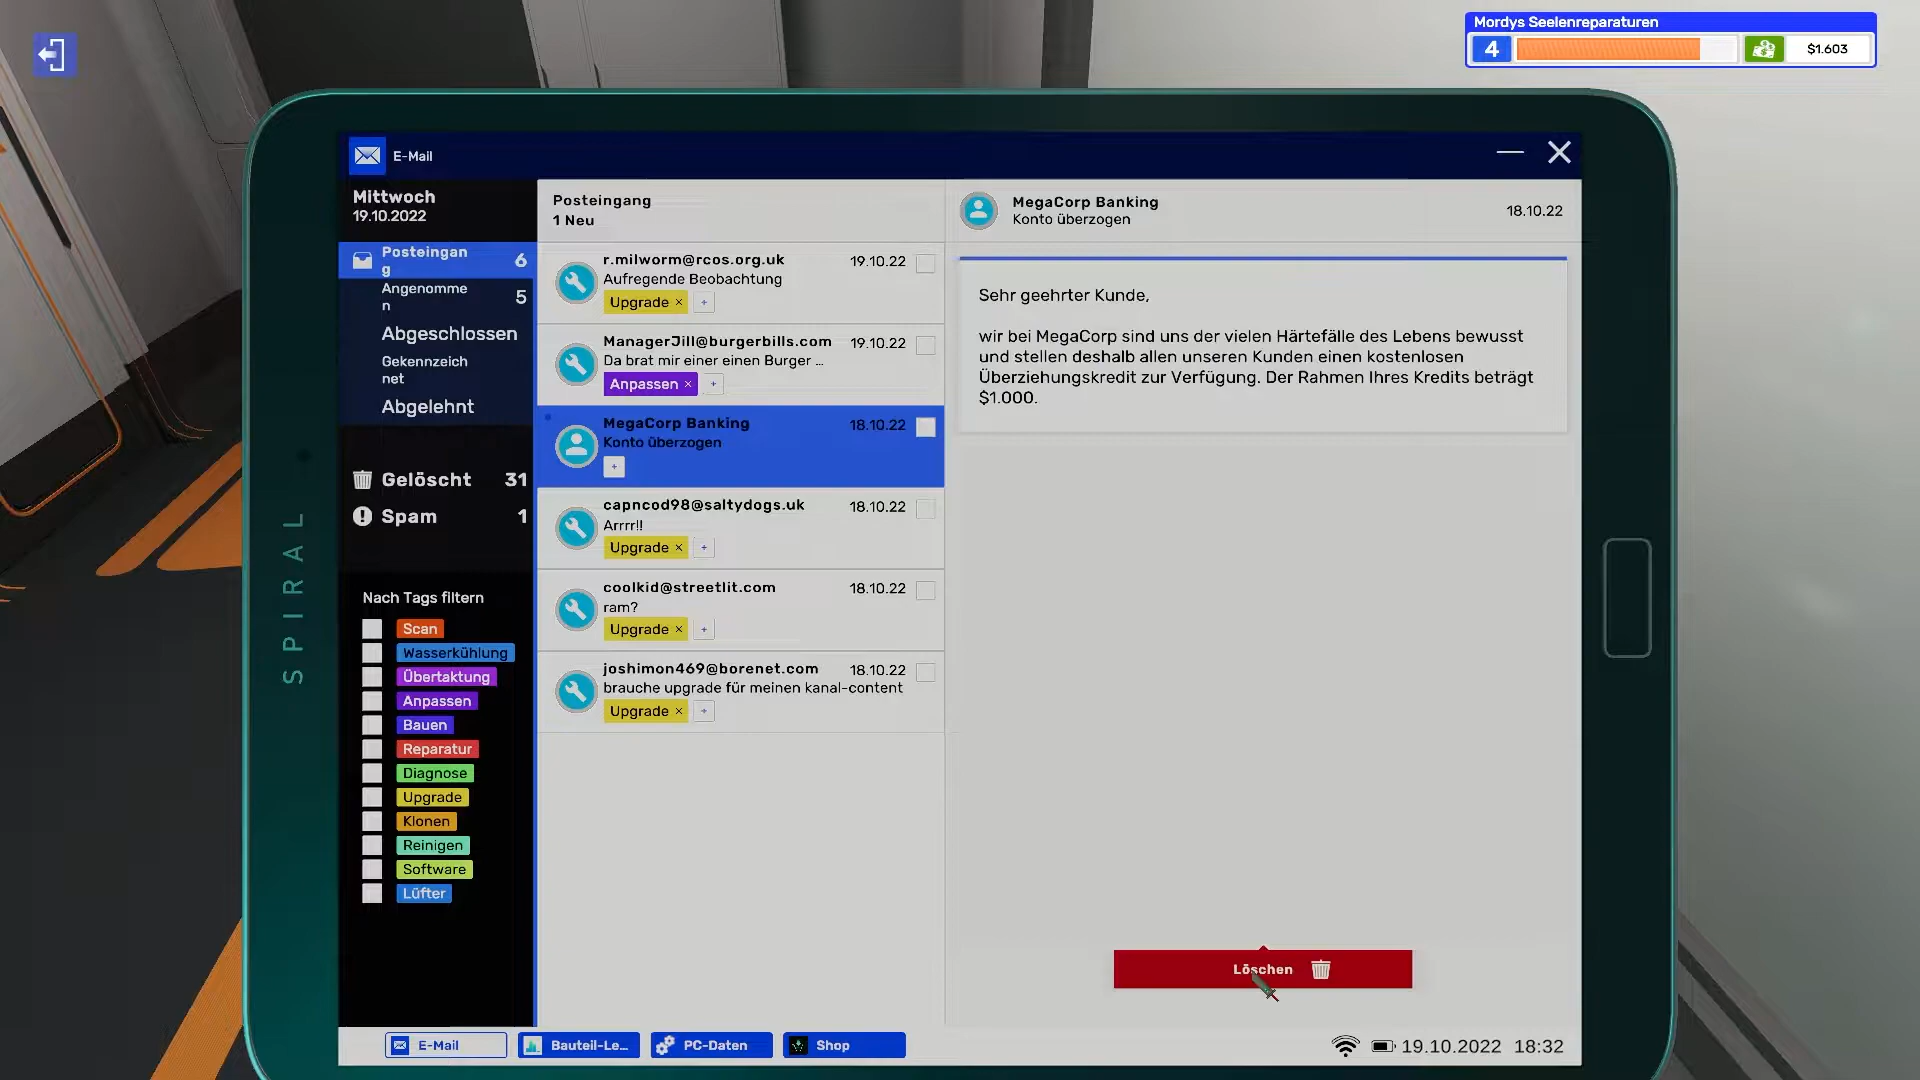 Mordys Seelenreparaturen
4
$1.603
E-Mail
Mittwoch
19.10.2022
Posteingan
g
6
Angenomme
n
5
Abgeschlossen
Gekennzeich
net
Abgelehnt
Gelöscht 31
Spam 1
Nach Tags filtern
Scan
Wasserkühlung
Übertaktung
Anpassen
Bauen
Reparatur
Diagnose
Upgrade
Klonen
Reinigen
Software
Lüfter
Posteingang
1 Neu
r.milworm@rcos.org.uk 19.10.22
Aufregende Beobachtung
Upgrade × +
ManagerJill@burgerbills.com 19.10.22
Da brat mir einer einen Burger ...
Anpassen × +
MegaCorp Banking 18.10.22
Konto überzogen
+
capncod98@saltydogs.uk 18.10.22
Arrrr!!
Upgrade × +
coolkid@streetlit.com 18.10.22
ram?
Upgrade × +
joshimon469@borenet.com 18.10.22
brauche upgrade für meinen kanal-content
Upgrade × +
MegaCorp Banking
Konto überzogen
18.10.22
Sehr geehrter Kunde,
wir bei MegaCorp sind uns der vielen Härtefälle des Lebens bewusst
und stellen deshalb allen unseren Kunden einen kostenlosen
Überziehungskredit zur Verfügung. Der Rahmen Ihres Kredits beträgt
$1.000.
Löschen
SPIRAL
E-Mail
Bauteil-Le...
PC-Daten
Shop
19.10.2022 18:32